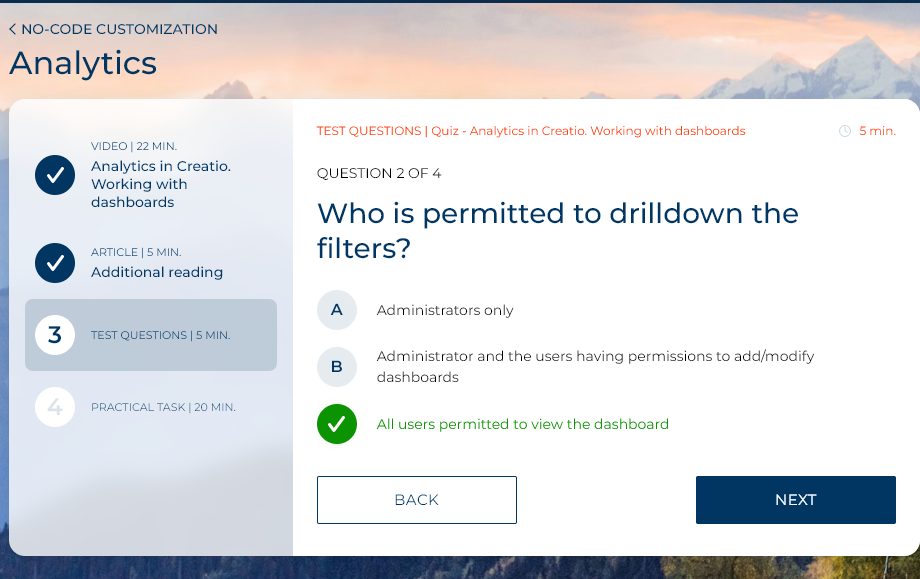 NO-CODE CUSTOMIZATION
Analytics
VIDEO | 22 MIN.
Analytics in Creatio.
Working with
dashboards
ARTICLE | 5 MIN.
Additional reading
3
TEST QUESTIONS | 5 MIN.
4
PRACTICAL TASK | 20 MIN.
TEST QUESTIONS | Quiz - Analytics in Creatio. Working with dashboards
5 min.
QUESTION 2 OF 4
Who is permitted to drilldown the
filters?
A
Administrators only
B
Administrator and the users having permissions to add/modify
dashboards
All users permitted to view the dashboard
BACK
NEXT